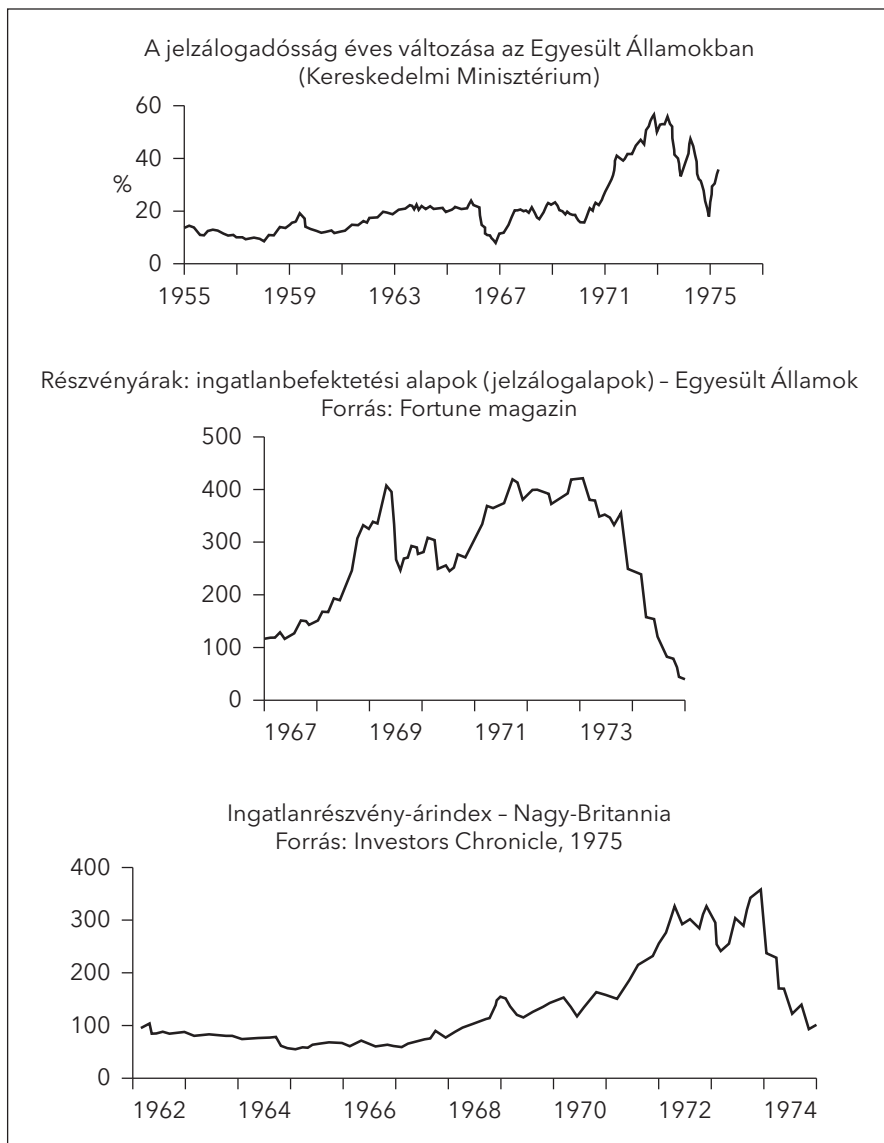 A jelzálogadósság éves változása az Egyesült Államokban
(Kereskedelmi Minisztérium)
60
40
%
20
0
1955 1959 1963 1967 1971 1975
Részvényárak: ingatlanbefektetési alapok (jelzálogalapok) – Egyesült Államok
Forrás: Fortune magazin
500
400
300
200
100
0
1967 1969 1971 1973
Ingatlanrészvény-árindex – Nagy-Britannia
Forrás: Investors Chronicle, 1975
400
300
200
100
0
1962 1964 1966 1968 1970 1972 1974